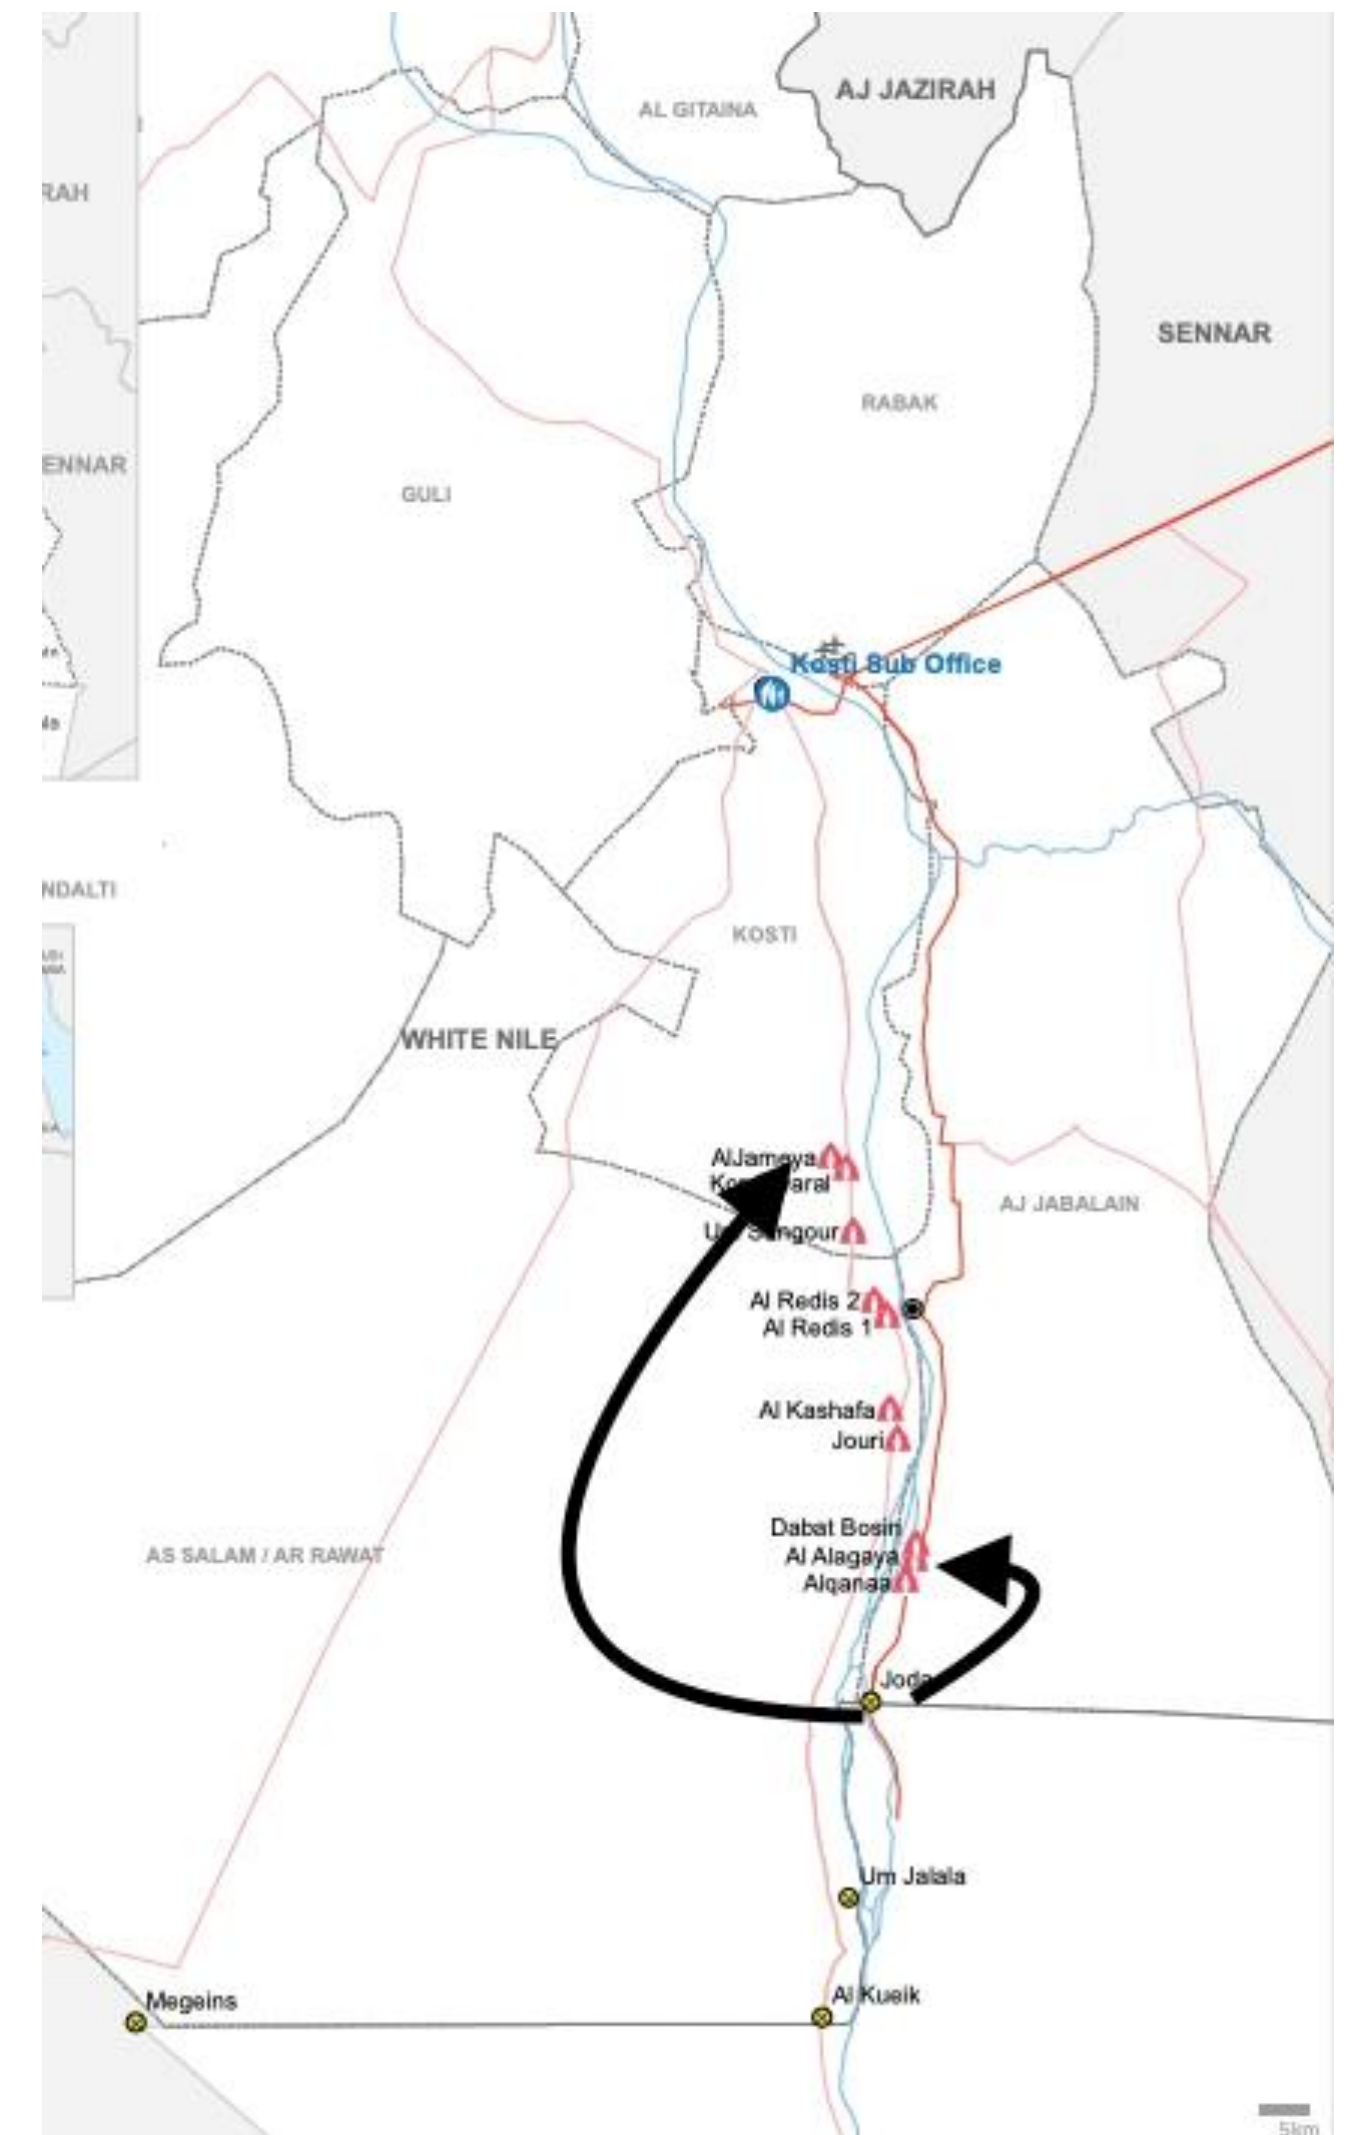 AJ JAZIRAH
AL GITAINA
RAH
SENNAR
RABAK
ENNAR
GULI
Kosti Sub Office
NDALTI
KOSTI
WHITE NILE
AlJameya
Um Sangour
AJ JABALAIN
Al Redis 2
Al Redis 1
Al Kashafa
Jouri
Dabat Bosin
AS SALAM / AR RAWAT
Al Alagaya
Alqanaa
Joda
Um Jalala
Al Kueik
Megeins
5km